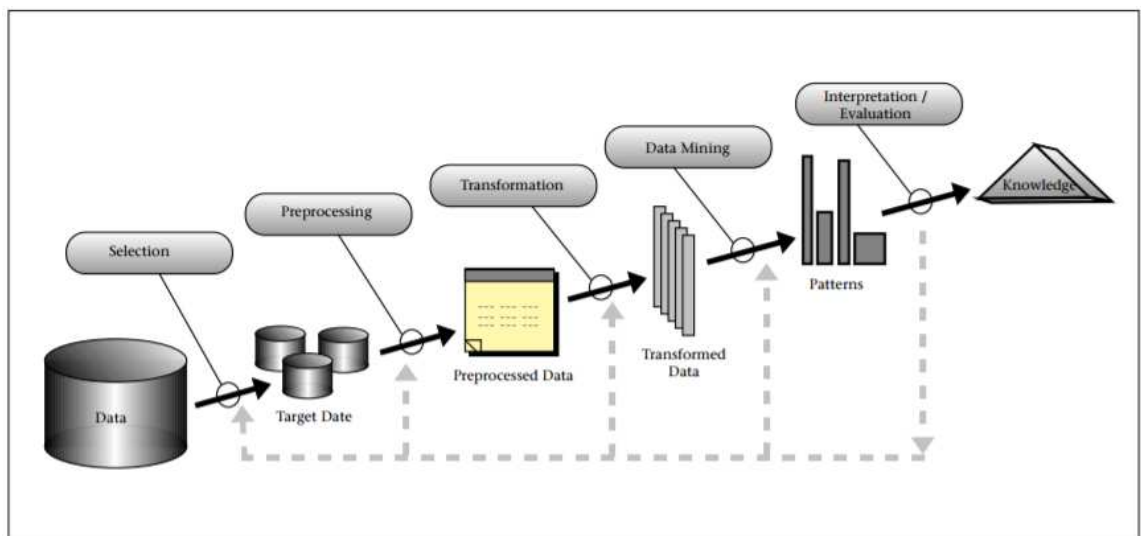 Interpretation /
Evaluation
Data Mining
Transformation
Preprocessing
Selection
Data
Target Date
Preprocessed Data
Transformed
Data
Patterns
Knowledge